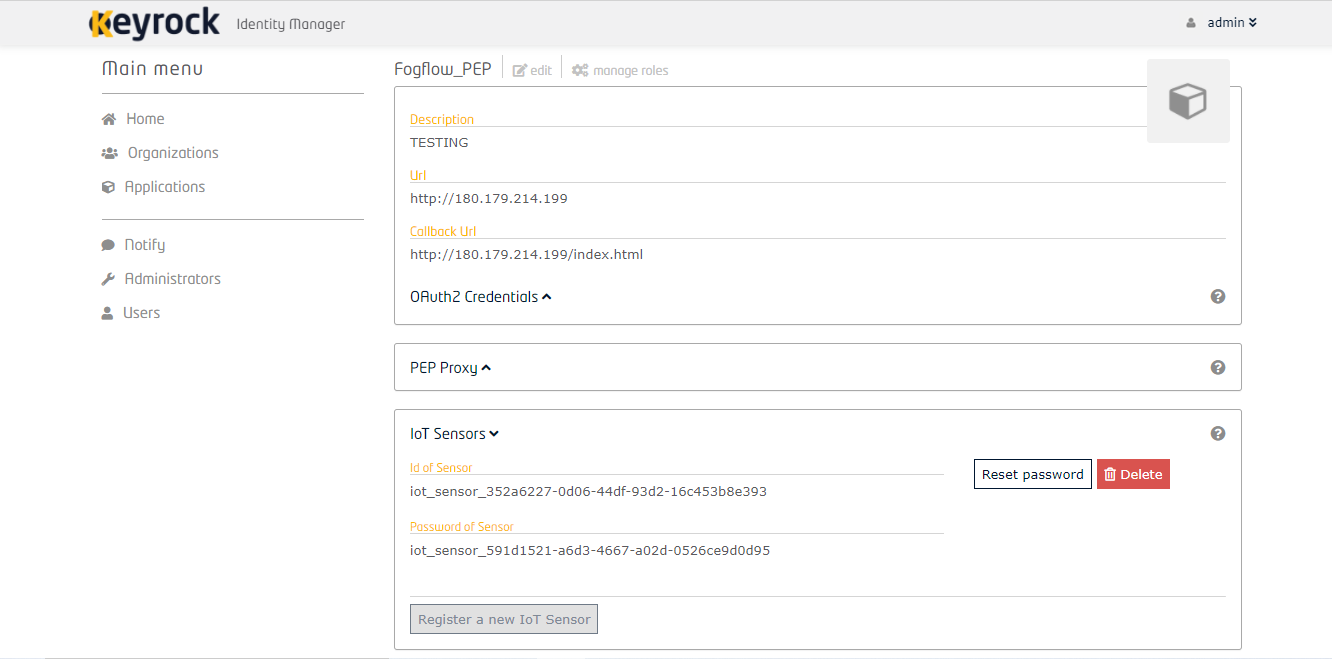 Keyrock Identity Manager
admin
Main menu
Home
Organizations
Applications
Notify
Administrators
Users
Fogflow_PEP edit manage roles
Description
TESTING
Url
http://180.179.214.199
Callback Url
http://180.179.214.199/index.html
OAuth2 Credentials
PEP Proxy
IoT Sensors
Id of Sensor
iot_sensor_352a6227-0d06-44df-93d2-16c453b8e393
Reset password Delete
Password of Sensor
iot_sensor_591d1521-a6d3-4667-a02d-0526ce9d0d95
Register a new IoT Sensor